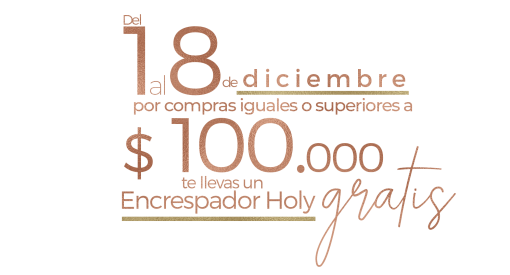 Del
1 al 8 de diciembre
por compras iguales o superiores a
$ 100.000
te llevas un
Encrespador Holy gratis